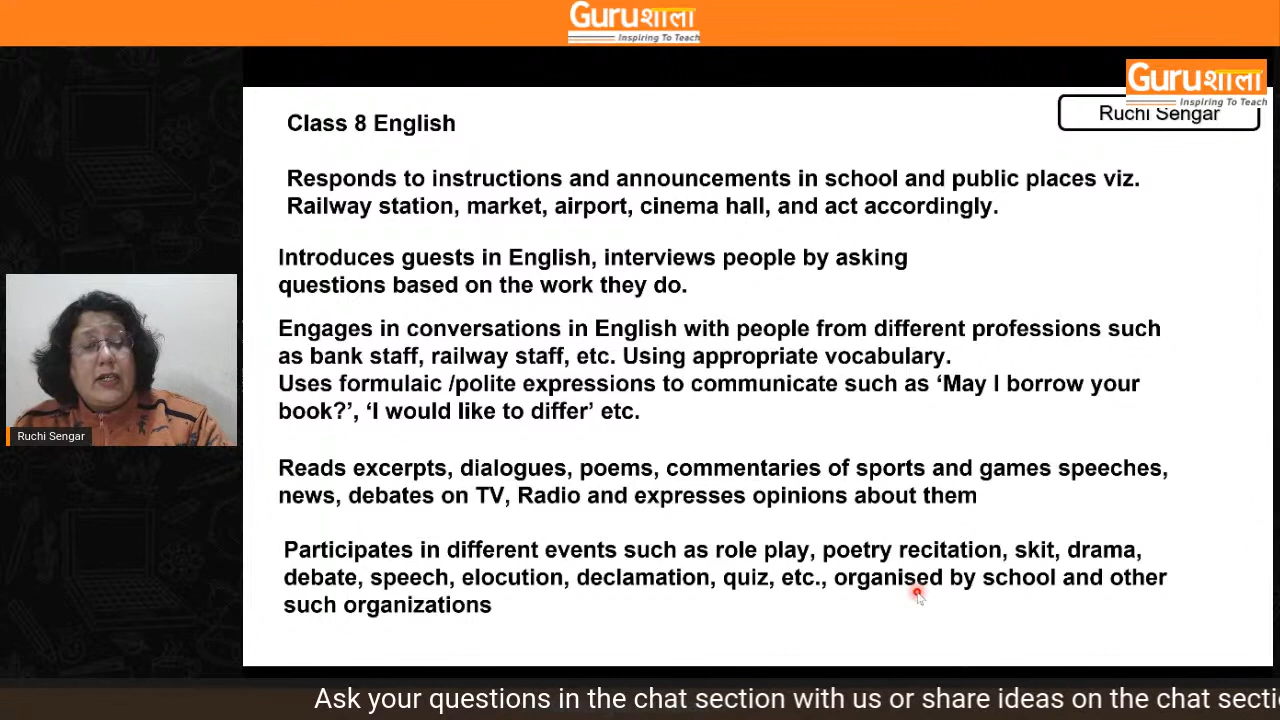 Guruशाला
Inspiring To Teach
Guruशाला
Inspiring To Teach
Ruchi Sengar
Class 8 English
Responds to instructions and announcements in school and public places viz.
Railway station, market, airport, cinema hall, and act accordingly.
Introduces guests in English, interviews people by asking
questions based on the work they do.
Engages in conversations in English with people from different professions such
as bank staff, railway staff, etc. Using appropriate vocabulary.
Uses formulaic /polite expressions to communicate such as ‘May I borrow your
book?’, ‘I would like to differ’ etc.
Reads excerpts, dialogues, poems, commentaries of sports and games speeches,
news, debates on TV, Radio and expresses opinions about them
Participates in different events such as role play, poetry recitation, skit, drama,
debate, speech, elocution, declamation, quiz, etc., organised by school and other
such organizations
Ruchi Sengar
Ask your questions in the chat section with us or share ideas on the chat secti